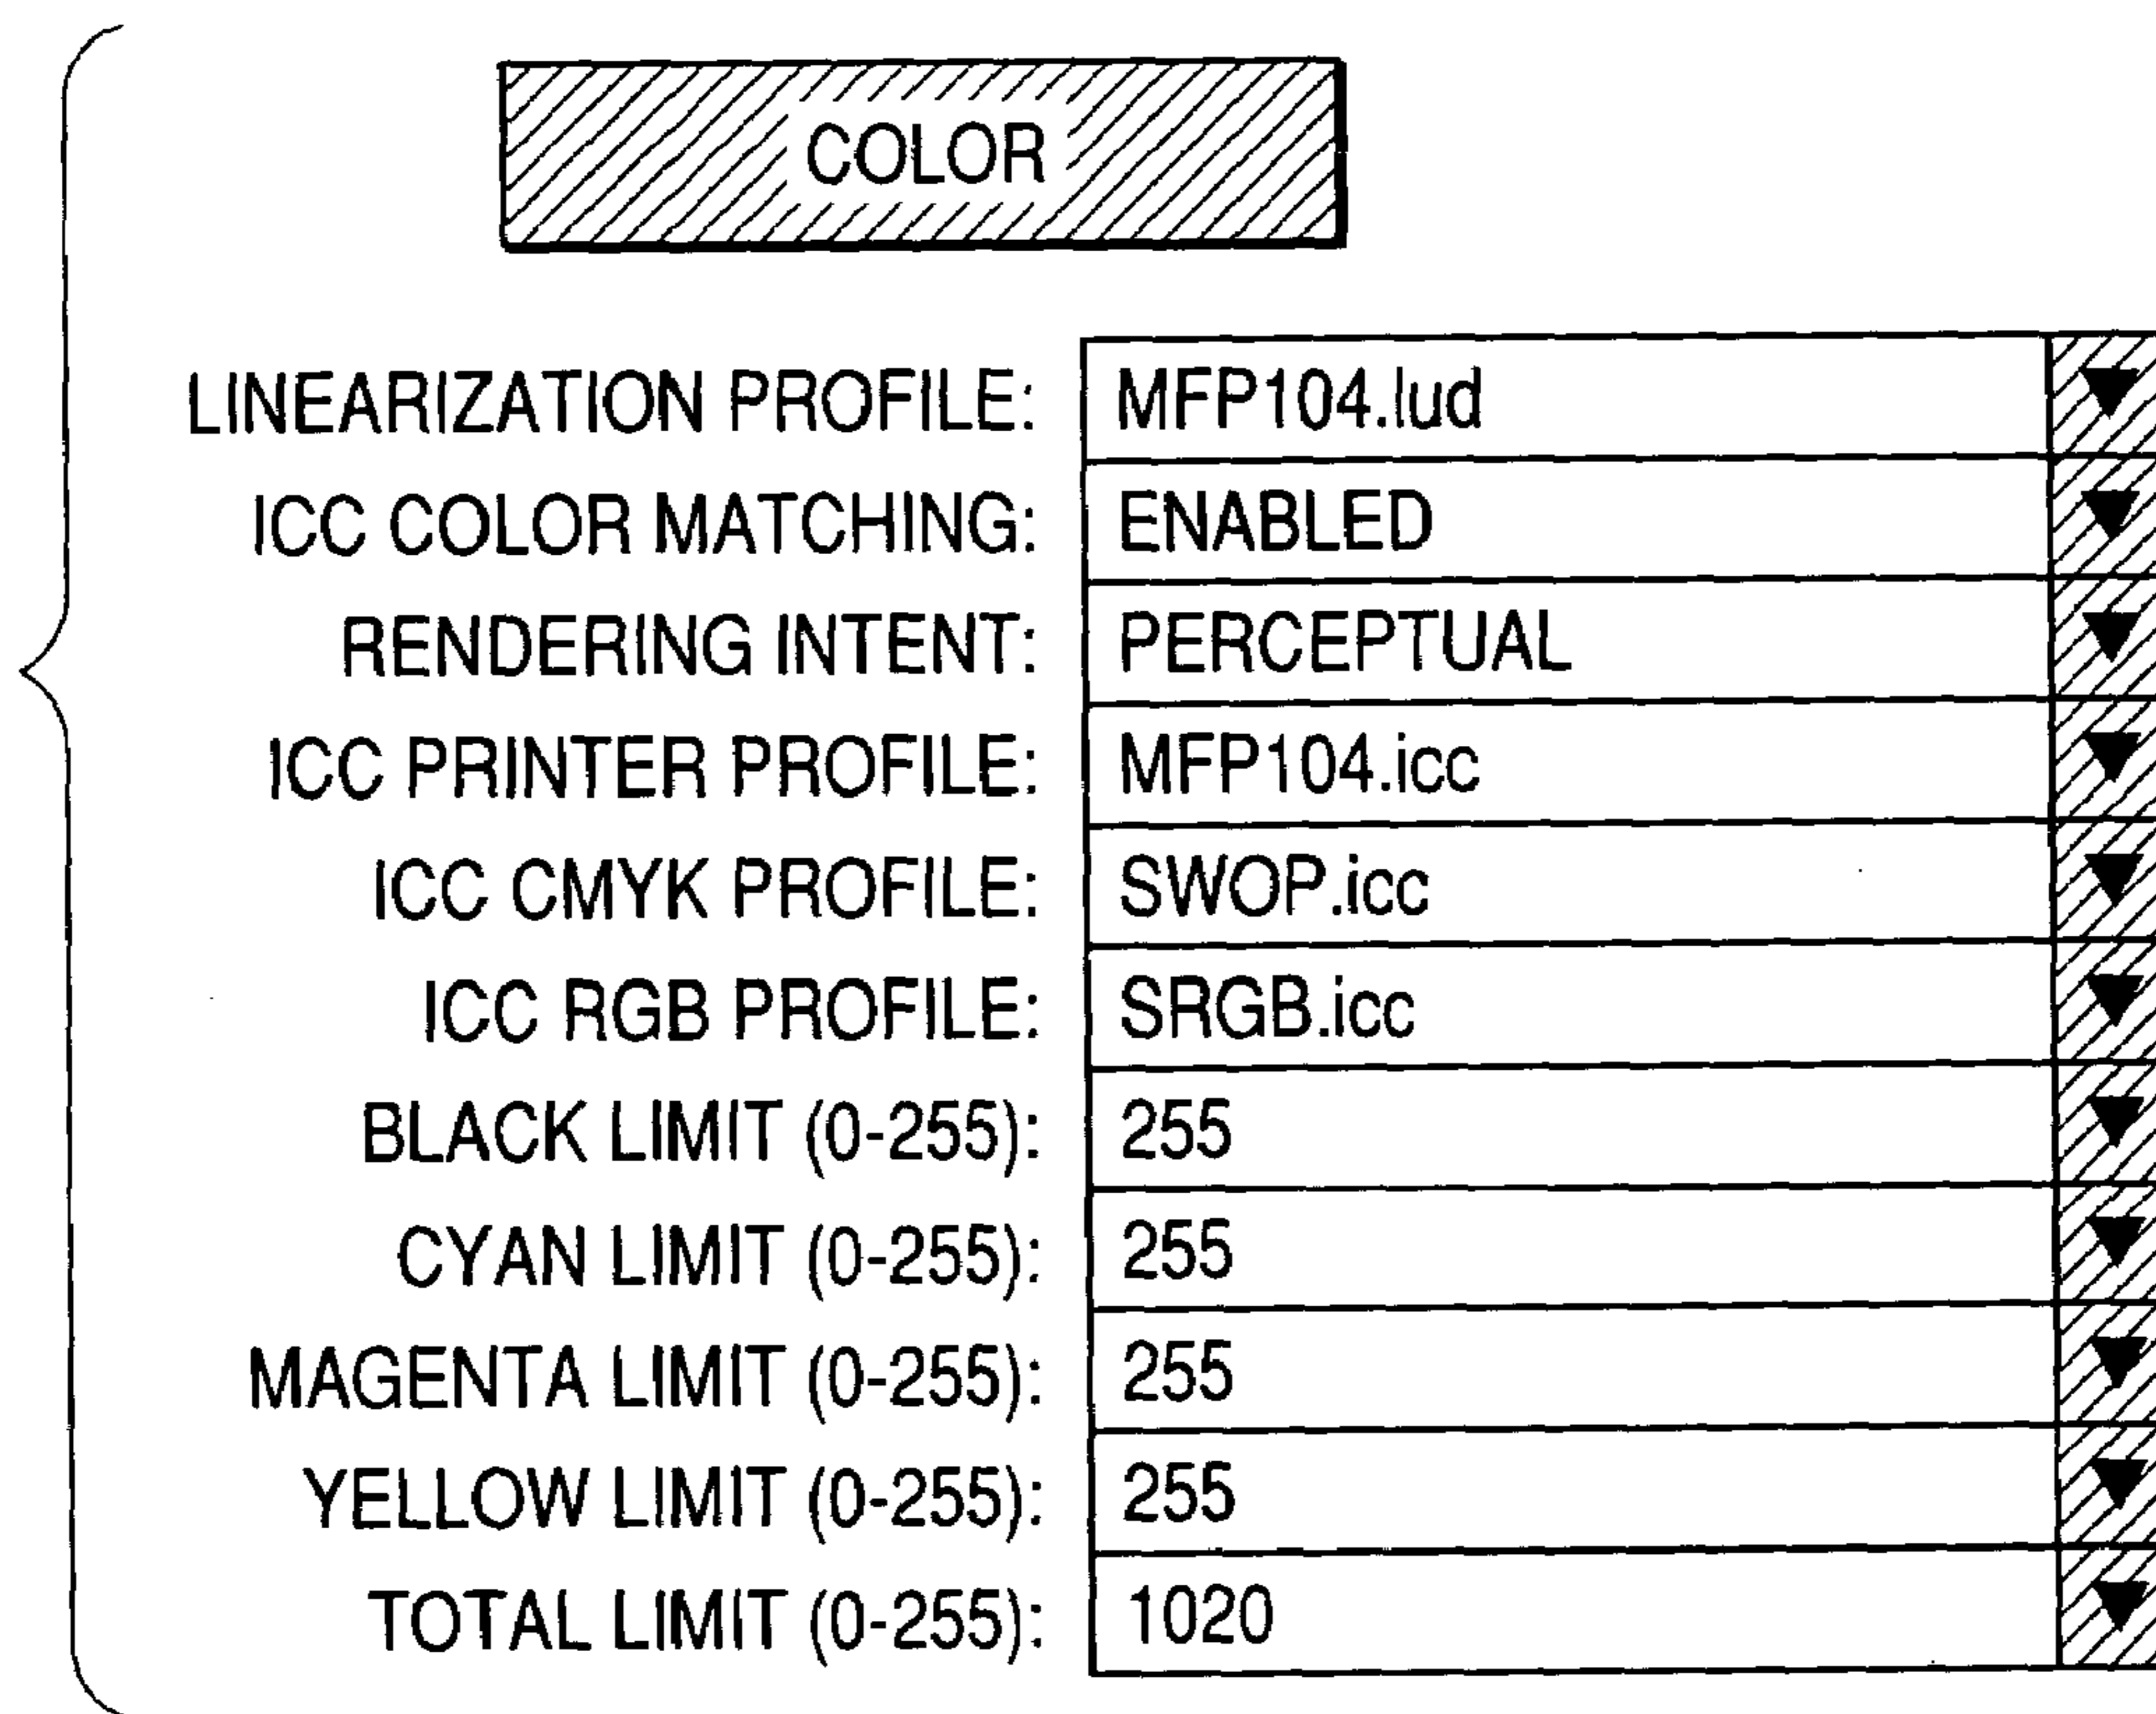 COLOR
LINEARIZATION PROFILE: MFP104.lud
ICC COLOR MATCHING: ENABLED
RENDERING INTENT: PERCEPTUAL
ICC PRINTER PROFILE: MFP104.icc
ICC CMYK PROFILE: SWOP.icc
ICC RGB PROFILE: SRGB.icc
BLACK LIMIT (0-255): 255
CYAN LIMIT (0-255): 255
MAGENTA LIMIT (0-255): 255
YELLOW LIMIT (0-255): 255
TOTAL LIMIT (0-255): 1020